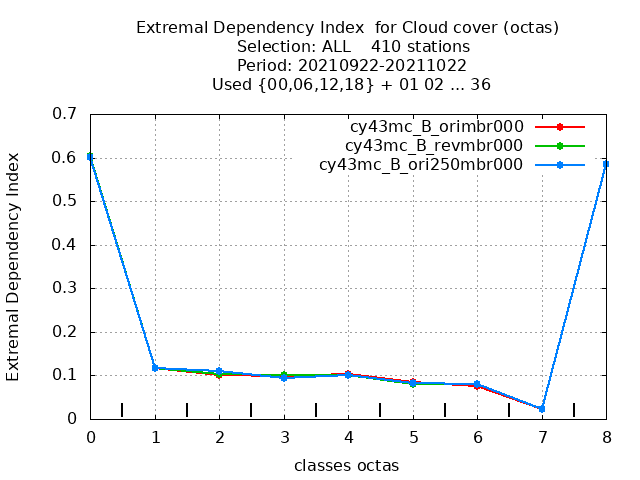 Extremal Dependency Index  for Cloud cover (octas)
Selection: ALL    410 stations
Period: 20210922-20211022
Used {00,06,12,18} + 01 02 ... 36
cy43mc_B_orimbr000
cy43mc_B_revmbr000
cy43mc_B_ori250mbr000
Extremal Dependency Index
0.7
0.6
0.5
0.4
0.3
0.2
0.1
0
0 1 2 3 4 5 6 7 8
classes octas